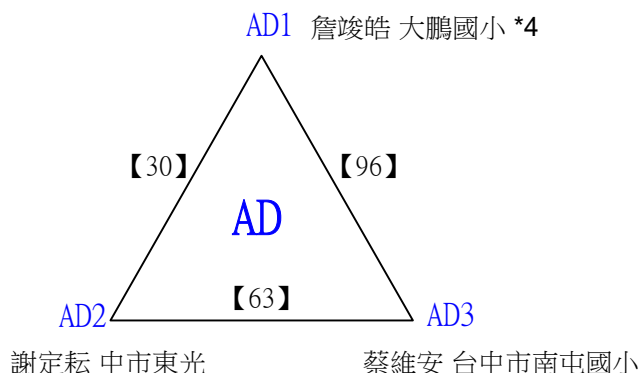 AD1 詹竣皓 大鵬國小 *4
【30】 【96】
AD
【63】
AD2 AD3
謝定耘 中市東光 蔡維安 台中市南屯國小